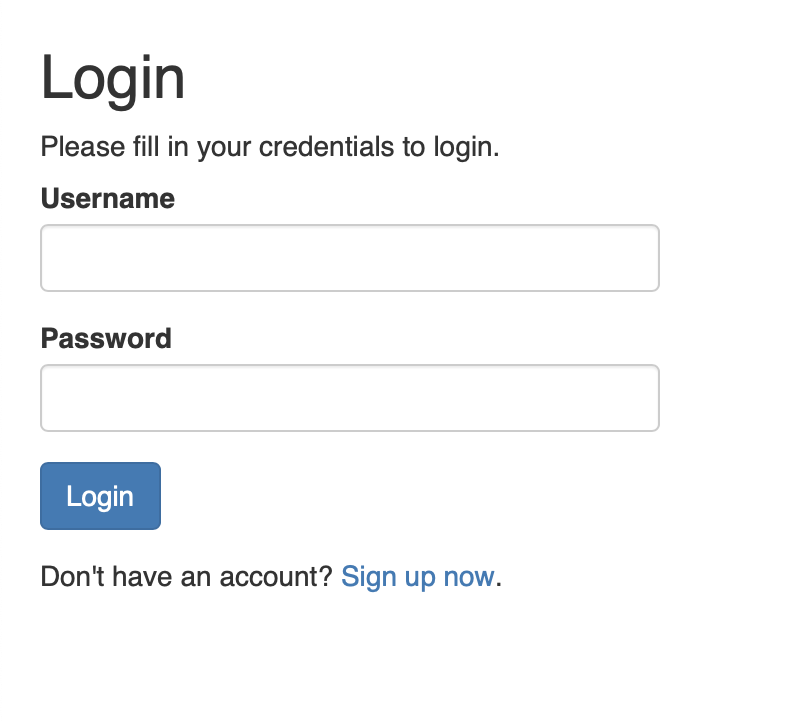 Login
Please fill in your credentials to login.
Username
Password
Login
Don't have an account? Sign up now.